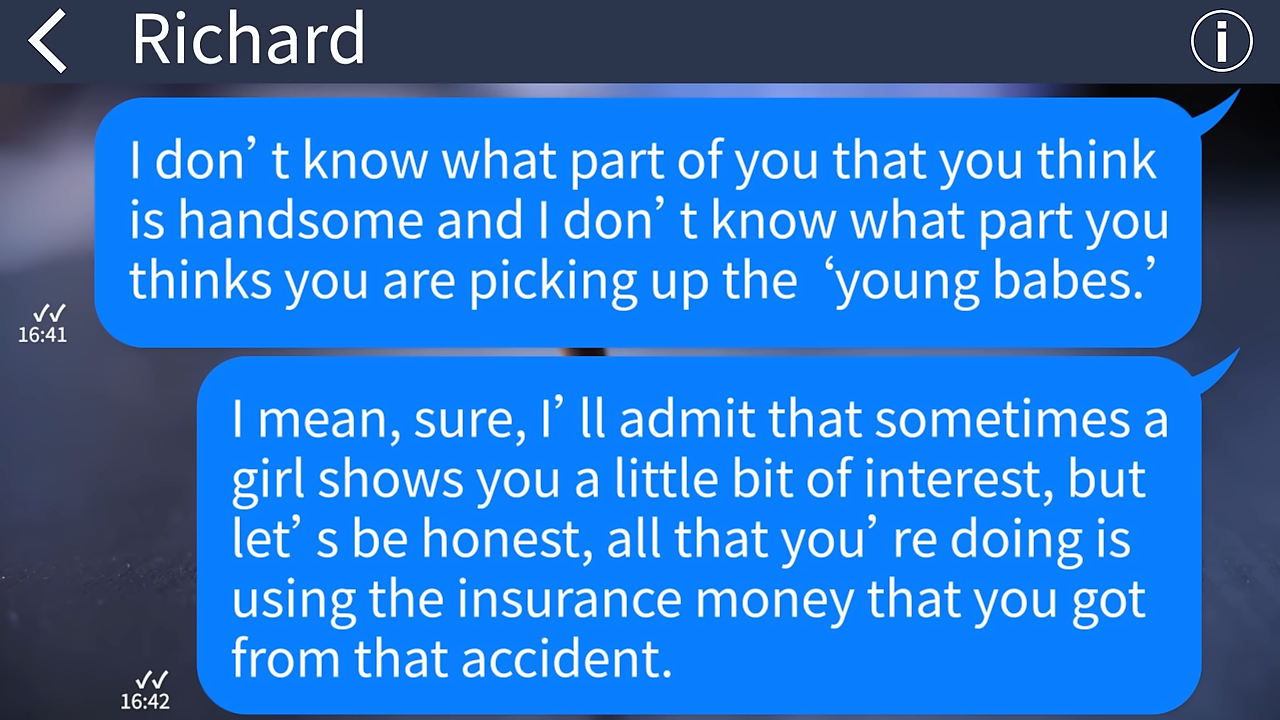 Richard
I don’t know what part of you that you think
is handsome and I don’t know what part you
thinks you are picking up the ‘young babes.’
16:41
I mean, sure, I’ll admit that sometimes a
girl shows you a little bit of interest, but
let’s be honest, all that you’re doing is
using the insurance money that you got
from that accident.
16:42